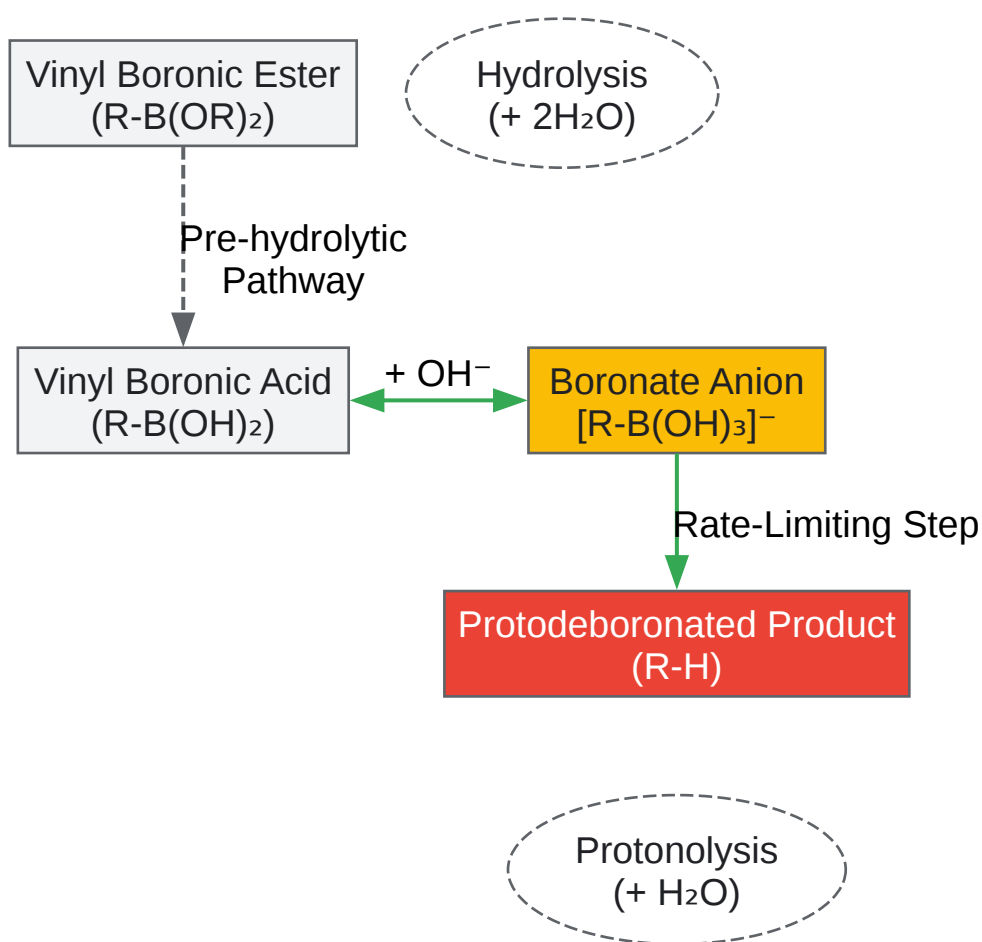 Vinyl Boronic Ester
(R-B(OR)₂)
Hydrolysis
(+ 2H₂O)
Pre-hydrolytic
Pathway
Vinyl Boronic Acid
(R-B(OH)₂)
+ OH⁻
Boronate Anion
[R-B(OH)₃]⁻
Rate-Limiting Step
Protodeboronated Product
(R-H)
Protonolysis
(+ H₂O)